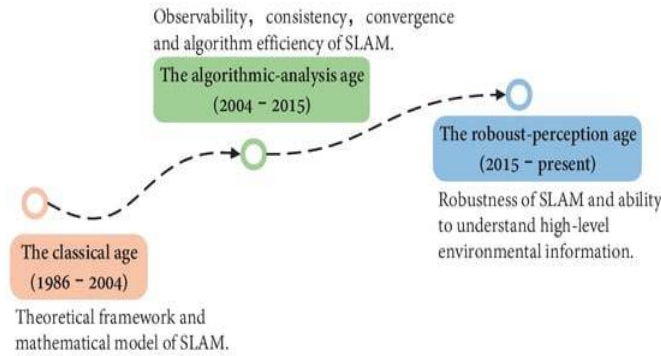 Observability, consistency, convergence
and algorithm efficiency of SLAM.
The algorithmic-analysis age
(2004 - 2015)
The roboust-perception age
(2015 - present)
Robustness of SLAM and ability
to understand high-level
environmental information.
The classical age
(1986 - 2004)
Theoretical framework and
mathematical model of SLAM.